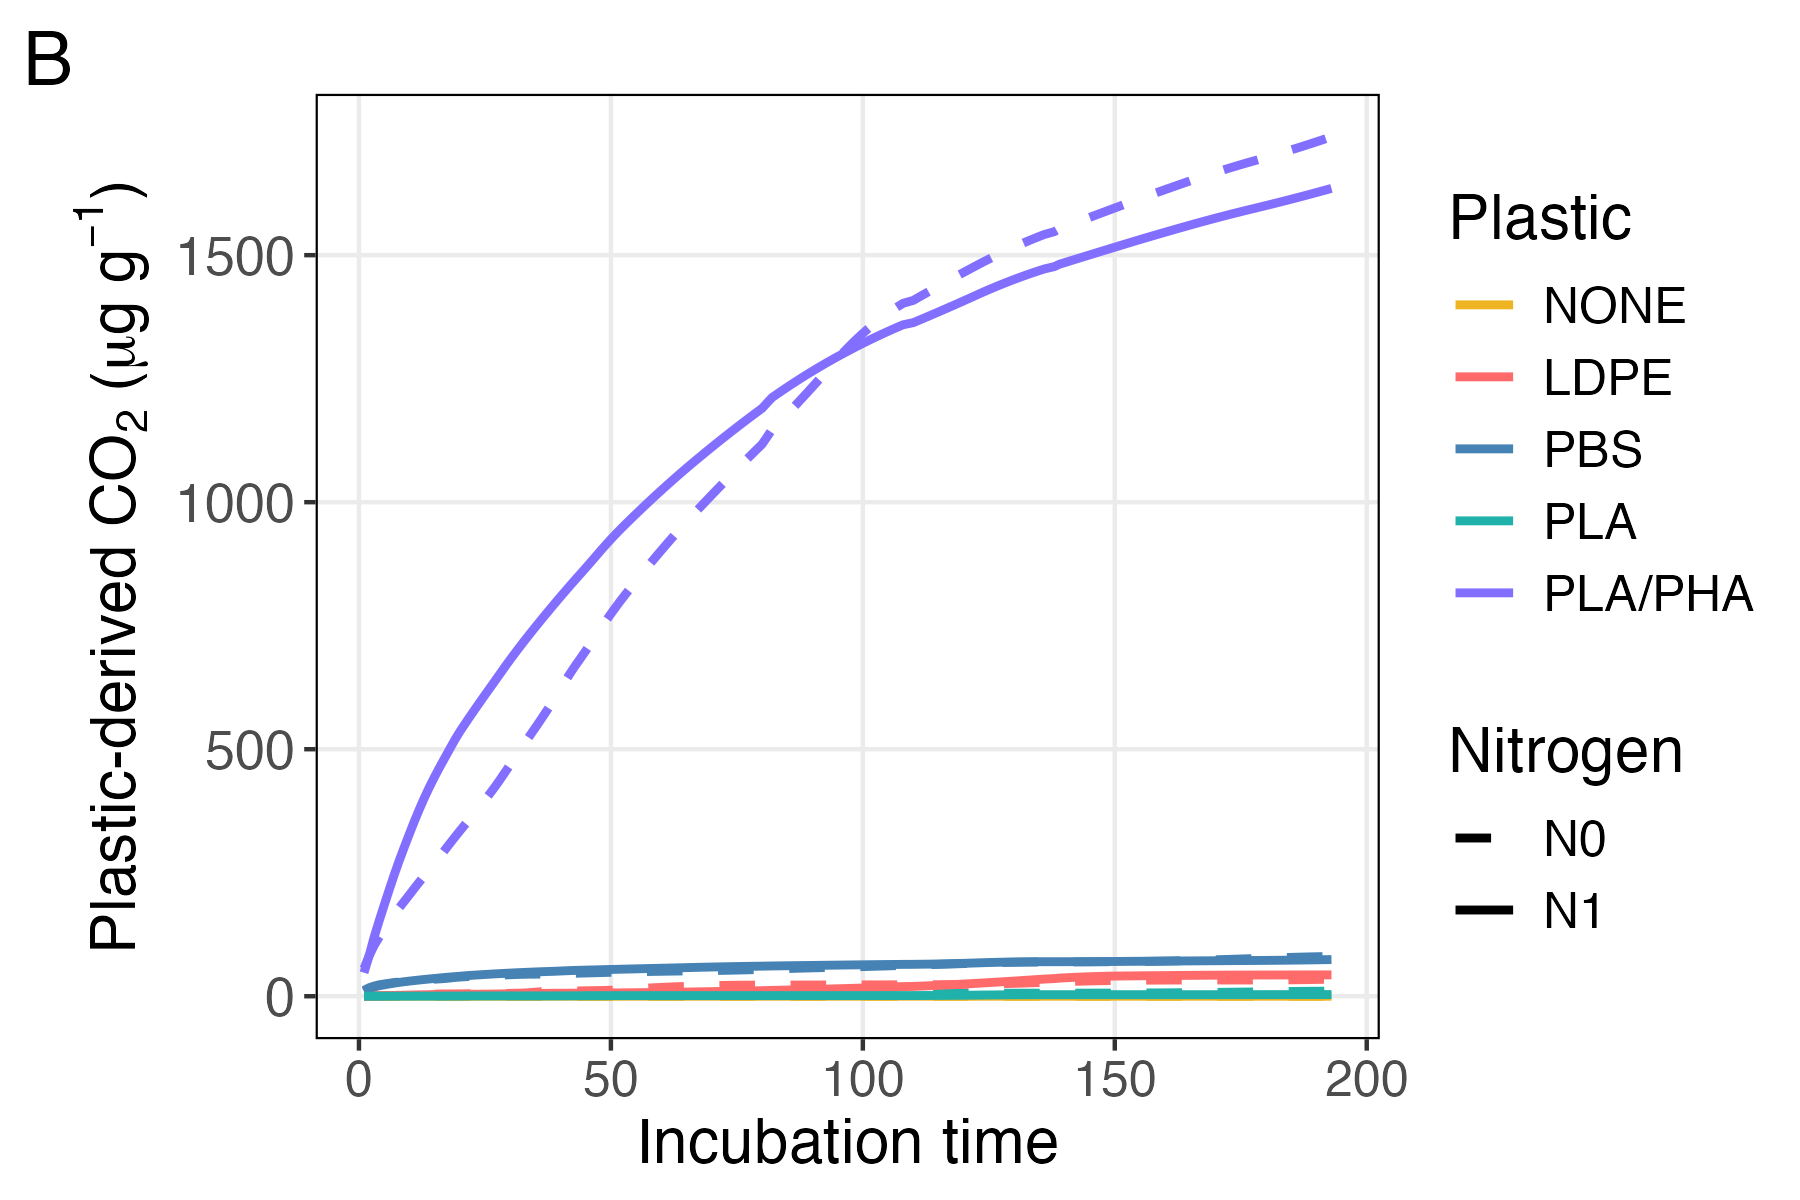 B
Plastic-derived CO₂ (μg g⁻¹)
1500
1000
500
0
0 50 100 150 200
Incubation time
Plastic
NONE
LDPE
PBS
PLA
PLA/PHA
Nitrogen
N0
N1